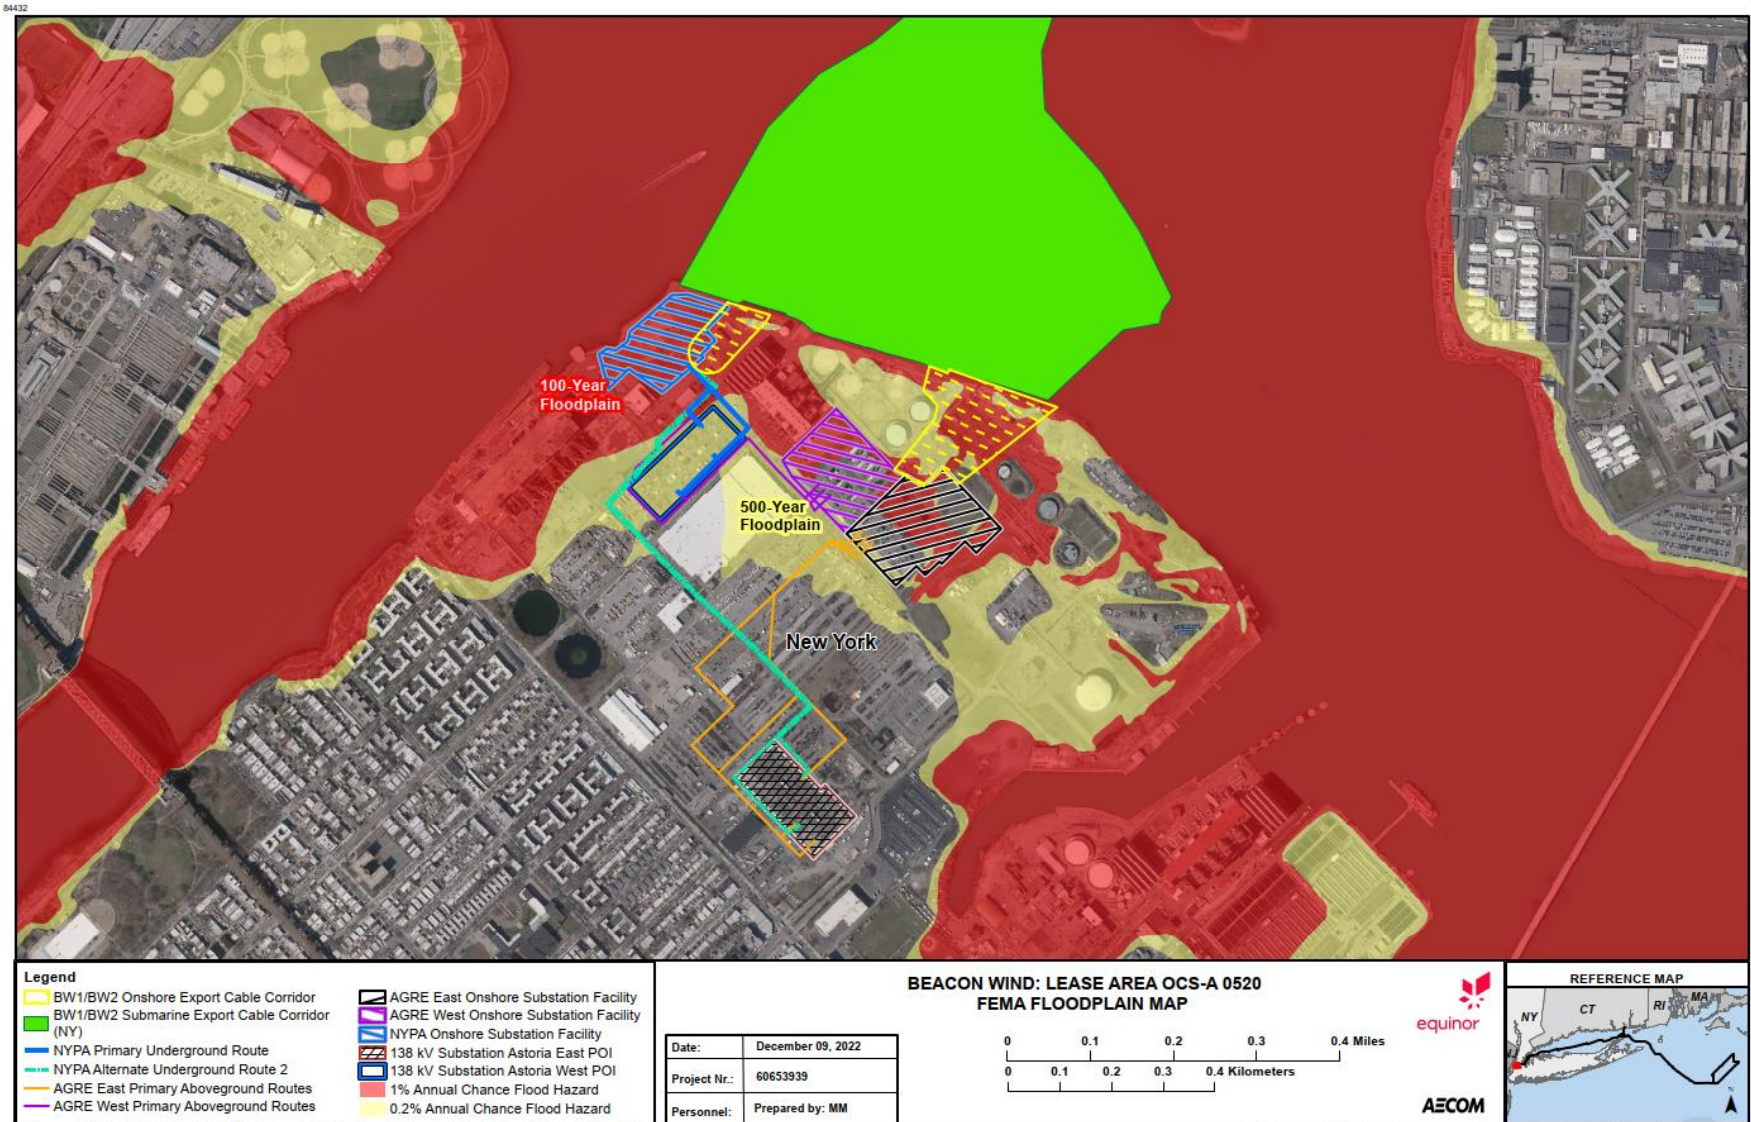 84432
100-Year
Floodplain
500-Year
Floodplain
New York
Legend
BW1/BW2 Onshore Export Cable Corridor
BW1/BW2 Submarine Export Cable Corridor
(NY)
NYPA Primary Underground Route
NYPA Alternate Underground Route 2
AGRE East Primary Aboveground Routes
AGRE West Primary Aboveground Routes
AGRE East Onshore Substation Facility
AGRE West Onshore Substation Facility
NYPA Onshore Substation Facility
138 kV Substation Astoria East POI
138 kV Substation Astoria West POI
1% Annual Chance Flood Hazard
0.2% Annual Chance Flood Hazard
BEACON WIND: LEASE AREA OCS-A 0520
FEMA FLOODPLAIN MAP
Date: December 09, 2022
Project Nr.: 60653939
Personnel: Prepared by: MM
0 0.1 0.2 0.3 0.4 Miles
0 0.1 0.2 0.3 0.4 Kilometers
equinor
AECOM
REFERENCE MAP
NY CT RI MA
NJ
N